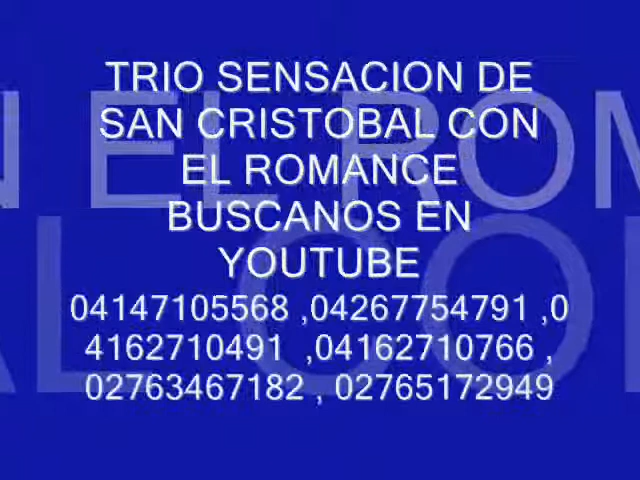 TRIO SENSACION DE
SAN CRISTOBAL CON
EL ROMANCE
BUSCANOS EN
YOUTUBE
04147105568 ,04267754791 ,0
4162710491  ,04162710766 ,
02763467182 , 02765172949